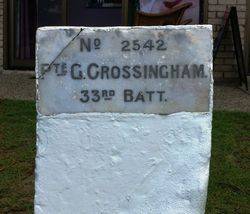 No 2542
PTE G. CROSSINGHAM.
33RD BATT.